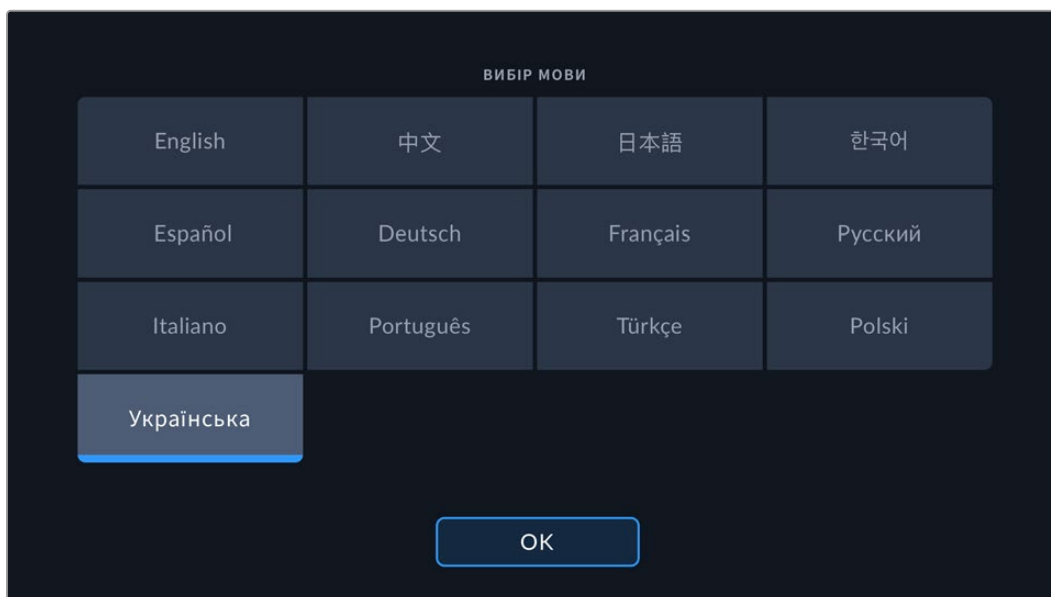 ВИБІР МОВИ
English
中文
日本語
한국어
Español
Deutsch
Français
Русский
Italiano
Português
Türkçe
Polski
Українська
OK